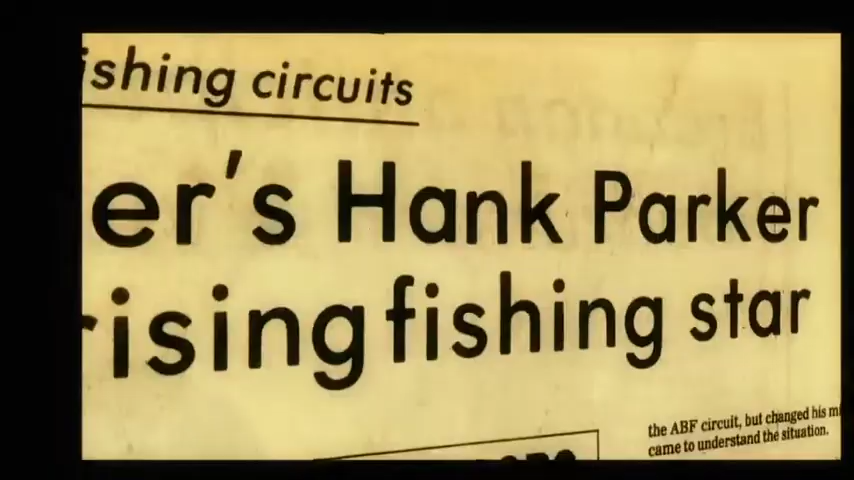 ishing circuits
er's Hank Parker
rising fishing star
the ABF circuit, but changed his
came to understand the situation.